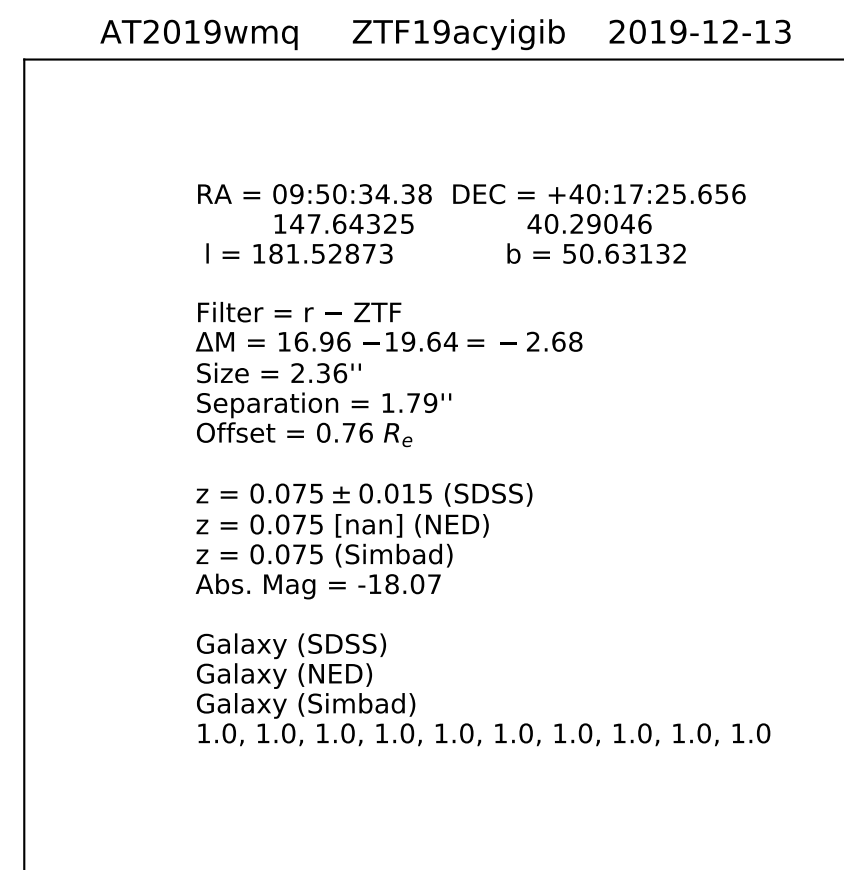 AT2019wmq ZTF19acyigib 2019-12-13
RA = 09:50:34.38 DEC = +40:17:25.656
147.64325 40.29046
l = 181.52873 b = 50.63132
Filter = r − ZTF
ΔM = 16.96 −19.64 = − 2.68
Size = 2.36''
Separation = 1.79''
Offset = 0.76 Rₑ
z = 0.075 ± 0.015 (SDSS)
z = 0.075 [nan] (NED)
z = 0.075 (Simbad)
Abs. Mag = -18.07
Galaxy (SDSS)
Galaxy (NED)
Galaxy (Simbad)
1.0, 1.0, 1.0, 1.0, 1.0, 1.0, 1.0, 1.0, 1.0, 1.0